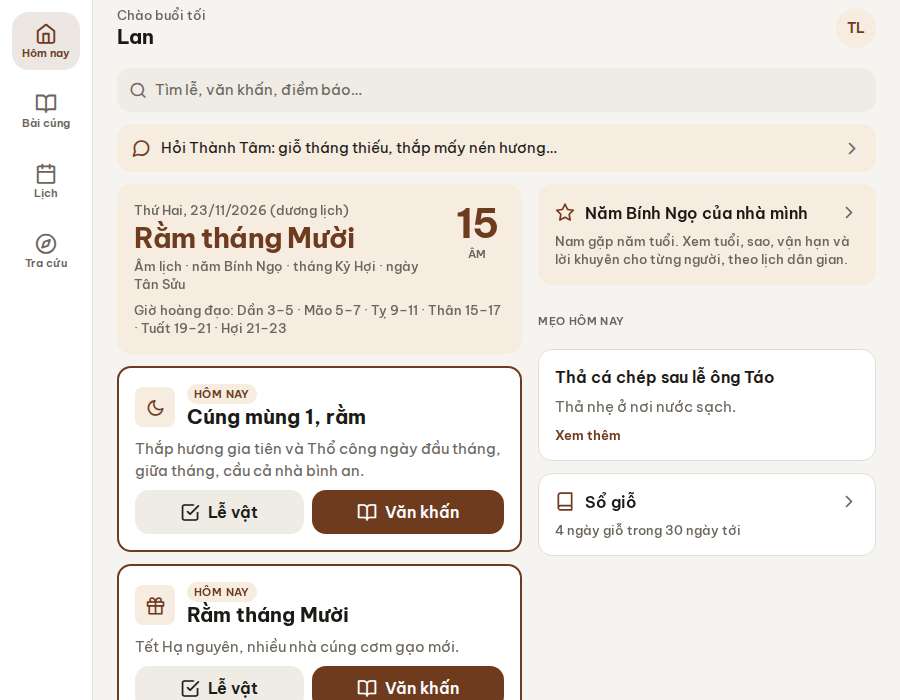 Hôm nay
Bài cúng
Lịch
Tra cứu
Chào buổi tối
Lan
TL
Tìm lễ, văn khấn, điềm báo…
Hỏi Thành Tâm: giỗ tháng thiếu, thắp mấy nén hương…
Thứ Hai, 23/11/2026 (dương lịch)
Rằm tháng Mười
15
ÂM
Âm lịch · năm Bính Ngọ · tháng Kỷ Hợi · ngày
Tân Sửu
Giờ hoàng đạo: Dần 3–5 · Mão 5–7 · Tỵ 9–11 · Thân 15–17
· Tuất 19–21 · Hợi 21–23
HÔM NAY
Cúng mùng 1, rằm
Thắp hương gia tiên và Thổ công ngày đầu tháng,
giữa tháng, cầu cả nhà bình an.
Lễ vật
Văn khấn
HÔM NAY
Rằm tháng Mười
Tết Hạ nguyên, nhiều nhà cúng cơm gạo mới.
Lễ vật
Văn khấn
Năm Bính Ngọ của nhà mình
Nam gặp năm tuổi. Xem tuổi, sao, vận hạn và
lời khuyên cho từng người, theo lịch dân gian.
MẸO HÔM NAY
Thả cá chép sau lễ ông Táo
Thả nhẹ ở nơi nước sạch.
Xem thêm
Sổ giỗ
4 ngày giỗ trong 30 ngày tới